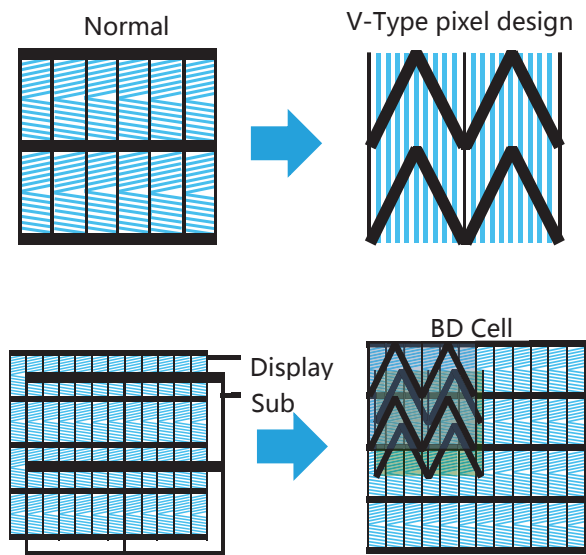 Normal
V-Type pixel design
BD Cell
Display
Sub